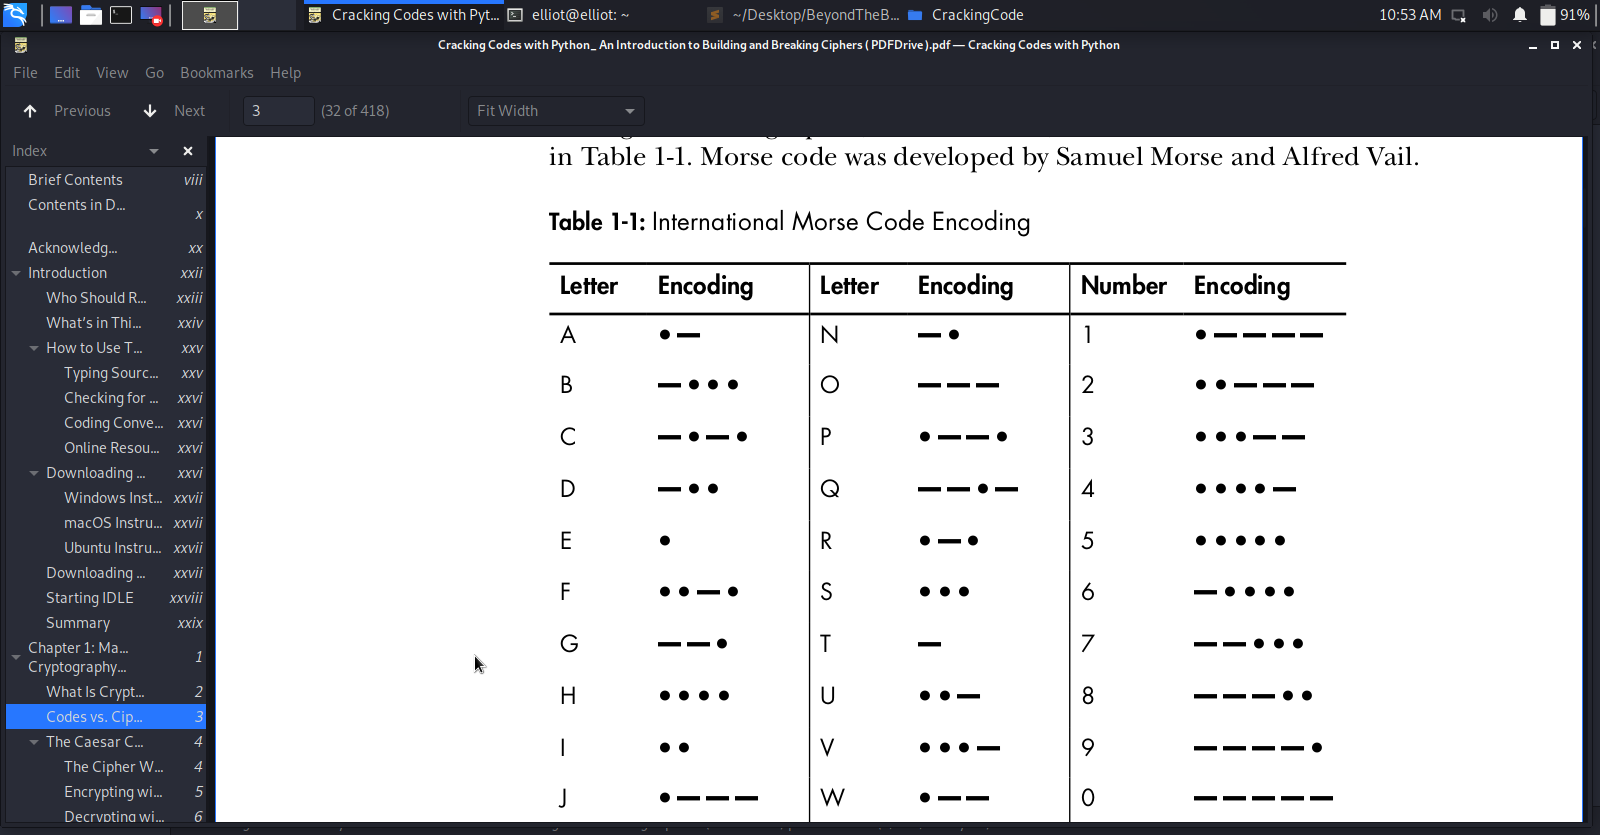 Cracking Codes with Pyt...
elliot@elliot: ~
~/Desktop/BeyondTheB...
CrackingCode
10:53 AM
91%
Cracking Codes with Python_ An Introduction to Building and Breaking Ciphers ( PDFDrive ).pdf — Cracking Codes with Python
File Edit View Go Bookmarks Help
Previous Next 3 (32 of 418) Fit Width
Index
Brief Contents viii
Contents in D... x
Acknowledg... xx
Introduction xxii
Who Should R... xxiii
What's in Thi... xxiv
How to Use T... xxv
Typing Sourc... xxv
Checking for ... xxvi
Coding Conve... xxvi
Online Resou... xxvi
Downloading ... xxvi
Windows Inst... xxvii
macOS Instru... xxvii
Ubuntu Instru... xxvii
Downloading ... xxvii
Starting IDLE xxviii
Summary xxix
Chapter 1: Ma...
Cryptography... 1
What Is Crypt... 2
Codes vs. Cip... 3
The Caesar C... 4
The Cipher W... 4
Encrypting wi... 5
Decrypting wi... 6
in Table 1-1. Morse code was developed by Samuel Morse and Alfred Vail.
Table 1-1: International Morse Code Encoding
Letter Encoding Letter Encoding Number Encoding
A ● — N — ● 1 ● — — — —
B — ● ● ● O — — — 2 ● ● — — —
C — ● — ● P ● — — ● 3 ● ● ● — —
D — ● ● Q — — ● — 4 ● ● ● ● —
E ● R ● — ● 5 ● ● ● ● ●
F ● ● — ● S ● ● ● 6 — ● ● ● ●
G — — ● T — 7 — — ● ● ●
H ● ● ● ● U ● ● — 8 — — — ● ●
I ● ● V ● ● ● — 9 — — — — ●
J ● — — — W ● — — 0 — — — — —